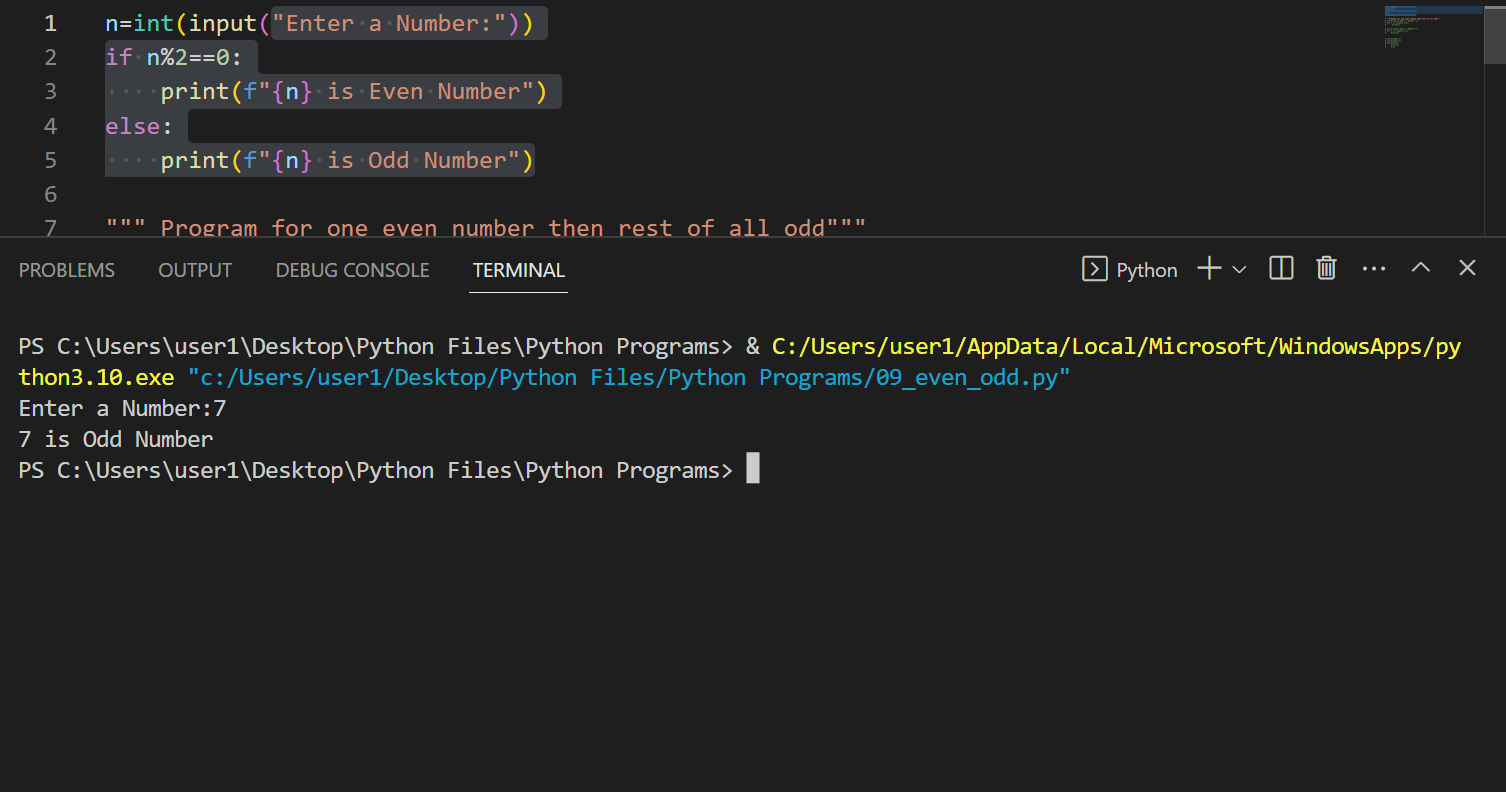 1 n=int(input("Enter a Number:"))
2 if n%2==0:
3     print(f"{n} is Even Number")
4 else:
5     print(f"{n} is Odd Number")
6
7 """ Program for one even number then rest of all odd"""
PROBLEMS OUTPUT DEBUG CONSOLE TERMINAL Python
PS C:\Users\user1\Desktop\Python Files\Python Programs> & C:/Users/user1/AppData/Local/Microsoft/WindowsApps/py
thon3.10.exe "c:/Users/user1/Desktop/Python Files/Python Programs/09_even_odd.py"
Enter a Number:7
7 is Odd Number
PS C:\Users\user1\Desktop\Python Files\Python Programs>